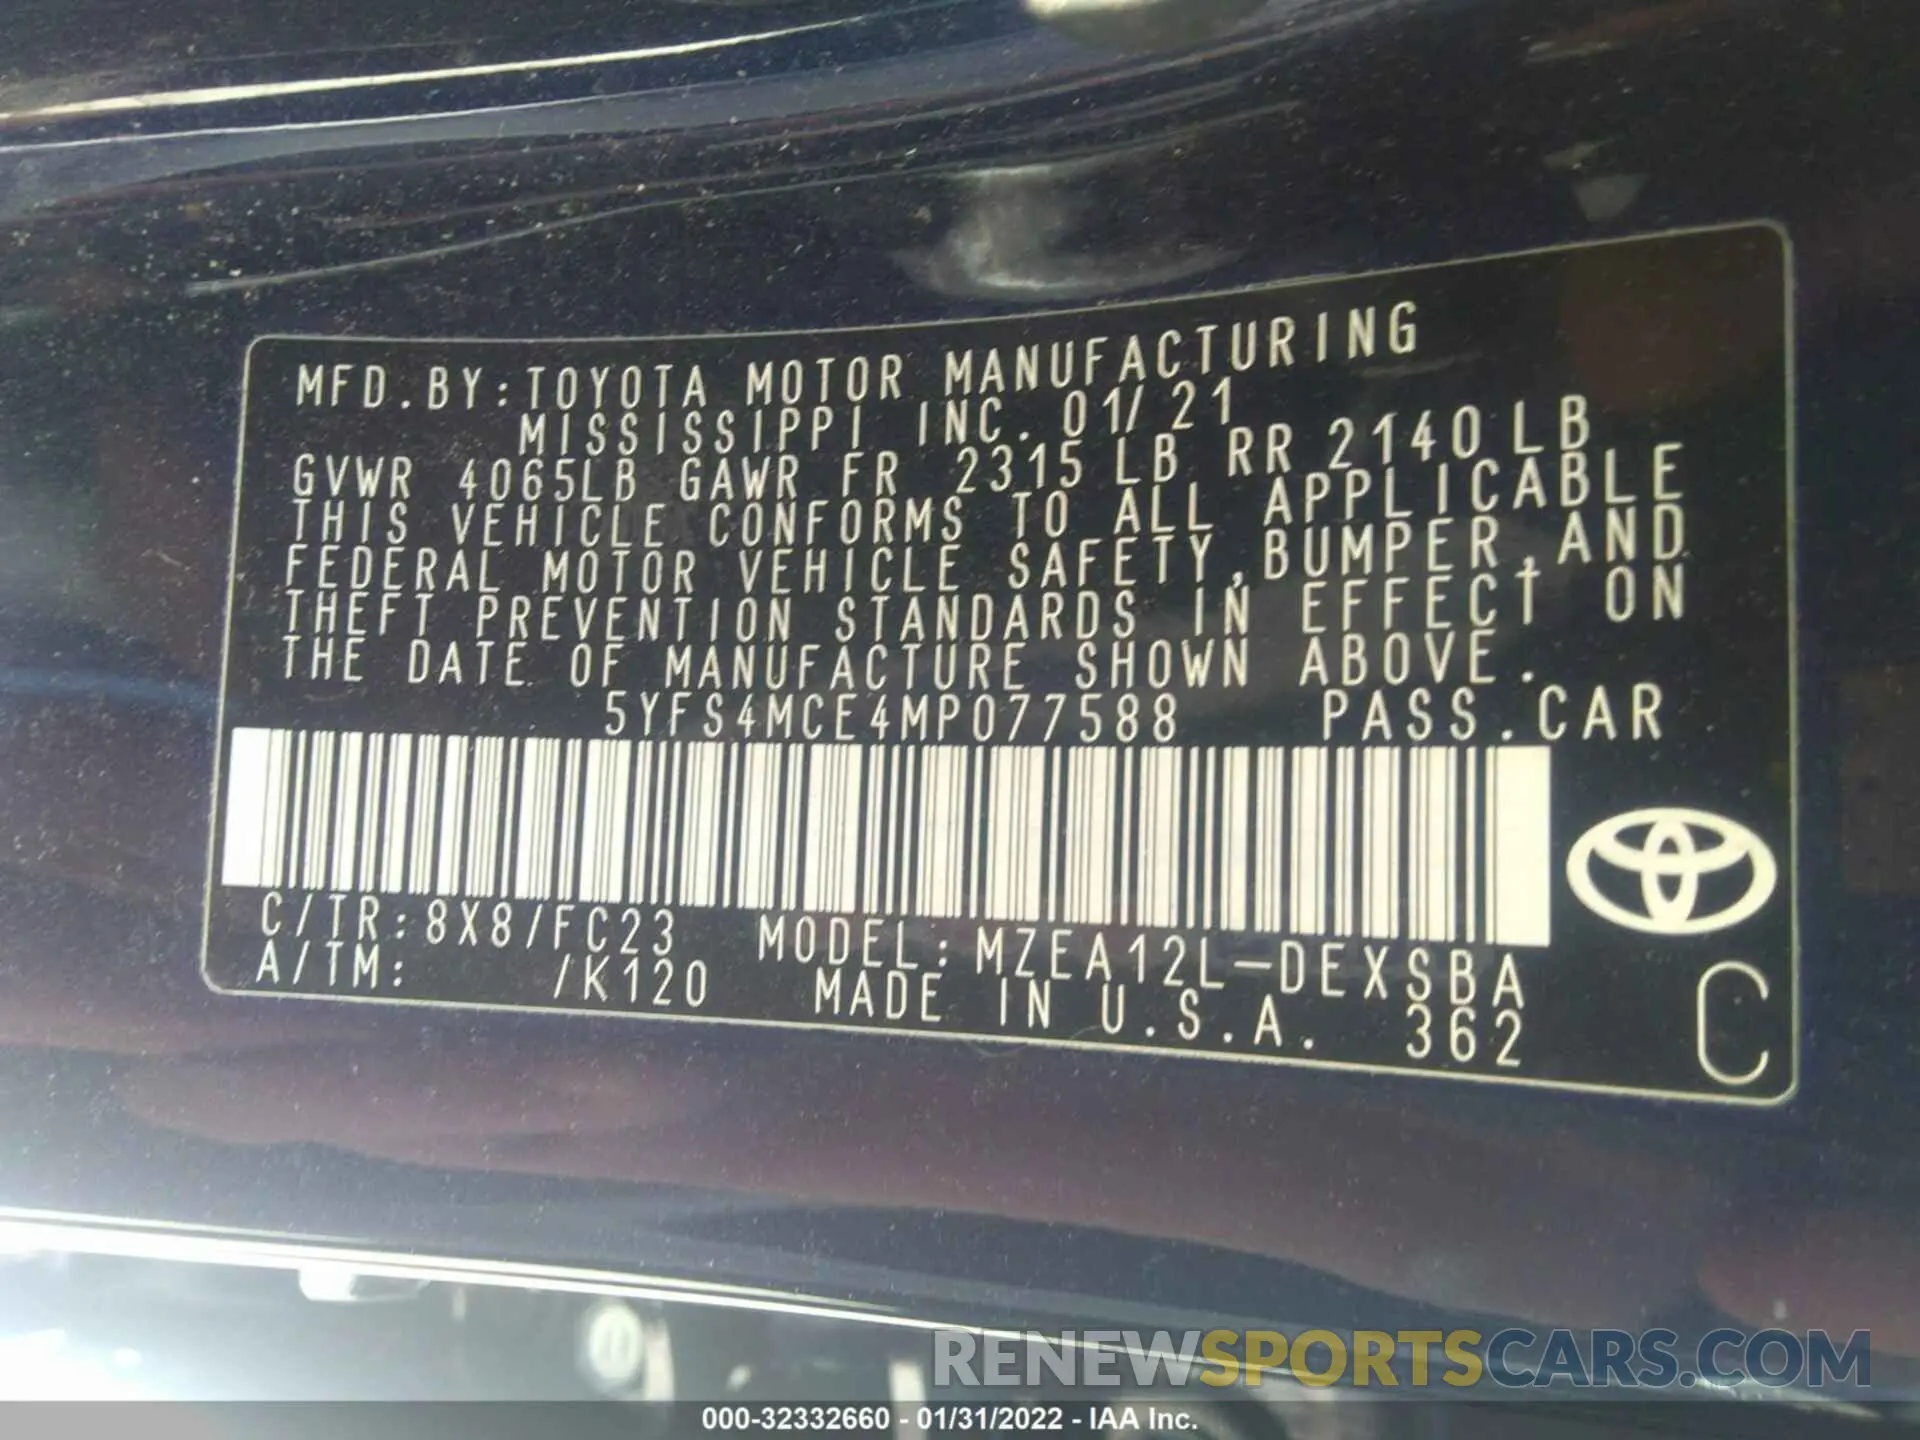 MFD.BY:TOYOTA MOTOR MANUFACTURING
MISSISSIPPI INC. 01/21
GVWR 4065LB GAWR FR 2315 LB RR 2140 LB
THIS VEHICLE CONFORMS TO ALL APPLICABLE
FEDERAL MOTOR VEHICLE SAFETY,BUMPER,AND
THEFT PREVENTION STANDARDS IN EFFECT ON
THE DATE OF MANUFACTURE SHOWN ABOVE.
5YFS4MCE4MP077588 PASS.CAR
C/TR:8X8/FC23 MODEL:MZEA12L-DEXSBA
A/TM: /K120 MADE IN U.S.A. 362
C
RENEWSPORTSCARS.COM
000-32332660 - 01/31/2022 - IAA Inc.